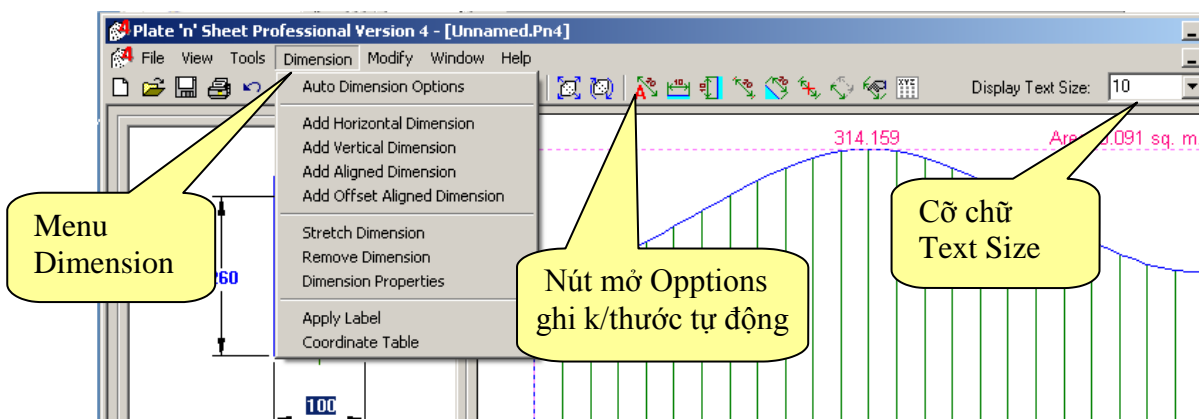 Plate 'n' Sheet Professional Version 4 - [Unnamed.Pn4]
File View Tools Dimension Modify Window Help
Display Text Size: 10
Auto Dimension Options
Add Horizontal Dimension
Add Vertical Dimension
Add Aligned Dimension
Add Offset Aligned Dimension
Stretch Dimension
Remove Dimension
Dimension Properties
Apply Label
Coordinate Table
314.159
.091 sq. m.
Menu
Dimension
260
100
Nút mở Opptions
ghi k/thước tự động
Cỡ chữ
Text Size